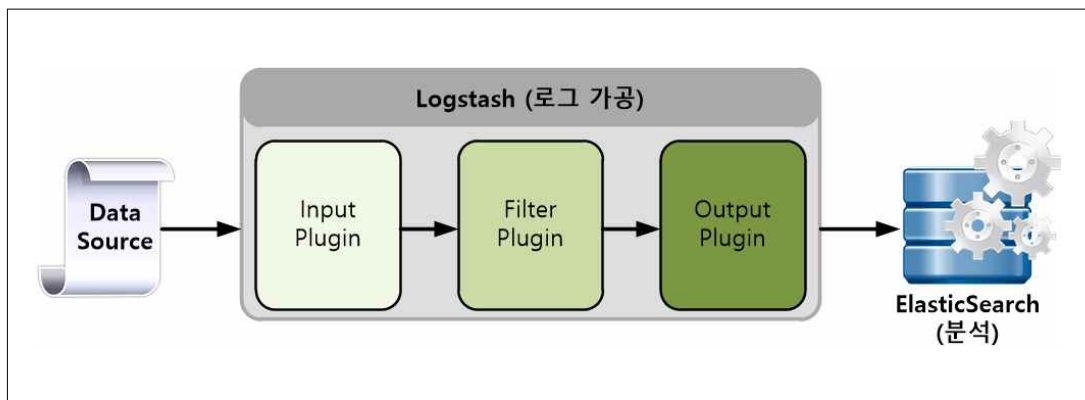 Logstash (로그 가공)
Data
Source
Input
Plugin
Filter
Plugin
Output
Plugin
ElasticSearch
(분석)